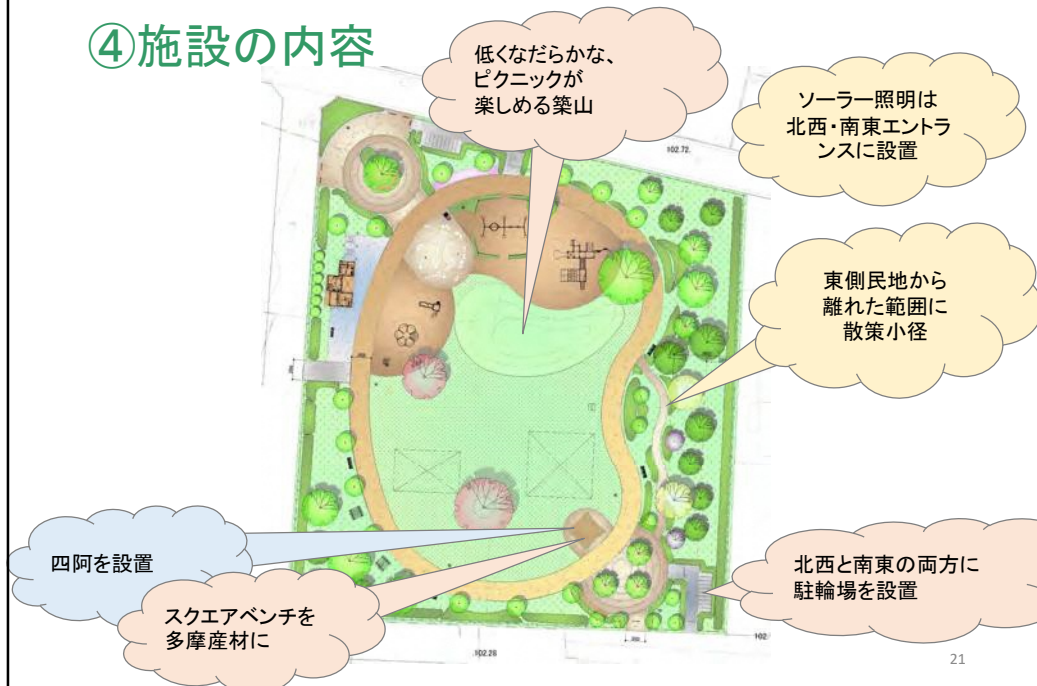 ④施設の内容
低くなだらかな、
ピクニックが
楽しめる築山
ソーラー照明は
北西・南東エントラ
ンスに設置
102.72.
東側民地から
離れた範囲に
散策小径
四阿を設置
スクエアベンチを
多摩産材に
北西と南東の両方に
駐輪場を設置
102.28
102
21